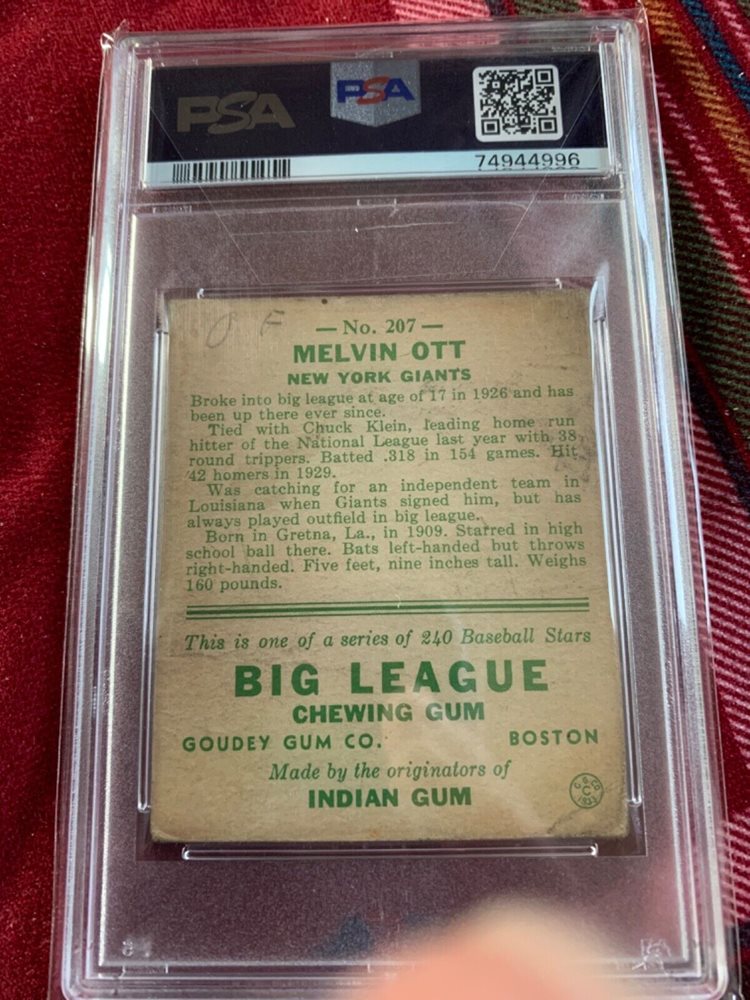 PSA PSA
74944996
O F
— No. 207 —
MELVIN OTT
NEW YORK GIANTS
Broke into big league at age of 17 in 1926 and has
been up there ever since.
Tied with Chuck Klein, leading home run
hitter of the National League last year with 38
round trippers. Batted .318 in 154 games. Hit
42 homers in 1929.
Was catching for an independent team in
Louisiana when Giants signed him, but has
always played outfield in big league.
Born in Gretna, La., in 1909. Starred in high
school ball there. Bats left-handed but throws
right-handed. Five feet, nine inches tall. Weighs
160 pounds.
This is one of a series of 240 Baseball Stars
BIG LEAGUE
CHEWING GUM
GOUDEY GUM CO. BOSTON
Made by the originators of
INDIAN GUM
C
1933